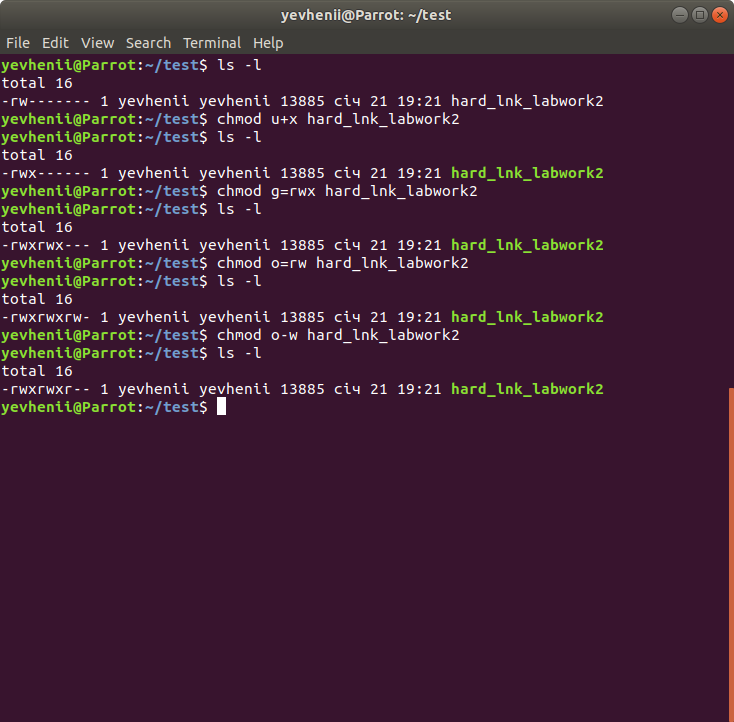 yevhenii@Parrot: ~/test
File Edit View Search Terminal Help
yevhenii@Parrot:~/test$ ls -l
total 16
-rw------- 1 yevhenii yevhenii 13885 січ 21 19:21 hard_lnk_labwork2
yevhenii@Parrot:~/test$ chmod u+x hard_lnk_labwork2
yevhenii@Parrot:~/test$ ls -l
total 16
-rwx------ 1 yevhenii yevhenii 13885 січ 21 19:21 hard_lnk_labwork2
yevhenii@Parrot:~/test$ chmod g=rwx hard_lnk_labwork2
yevhenii@Parrot:~/test$ ls -l
total 16
-rwxrwx--- 1 yevhenii yevhenii 13885 січ 21 19:21 hard_lnk_labwork2
yevhenii@Parrot:~/test$ chmod o=rw hard_lnk_labwork2
yevhenii@Parrot:~/test$ ls -l
total 16
-rwxrwxrw- 1 yevhenii yevhenii 13885 січ 21 19:21 hard_lnk_labwork2
yevhenii@Parrot:~/test$ chmod o-w hard_lnk_labwork2
yevhenii@Parrot:~/test$ ls -l
total 16
-rwxrwxr-- 1 yevhenii yevhenii 13885 січ 21 19:21 hard_lnk_labwork2
yevhenii@Parrot:~/test$